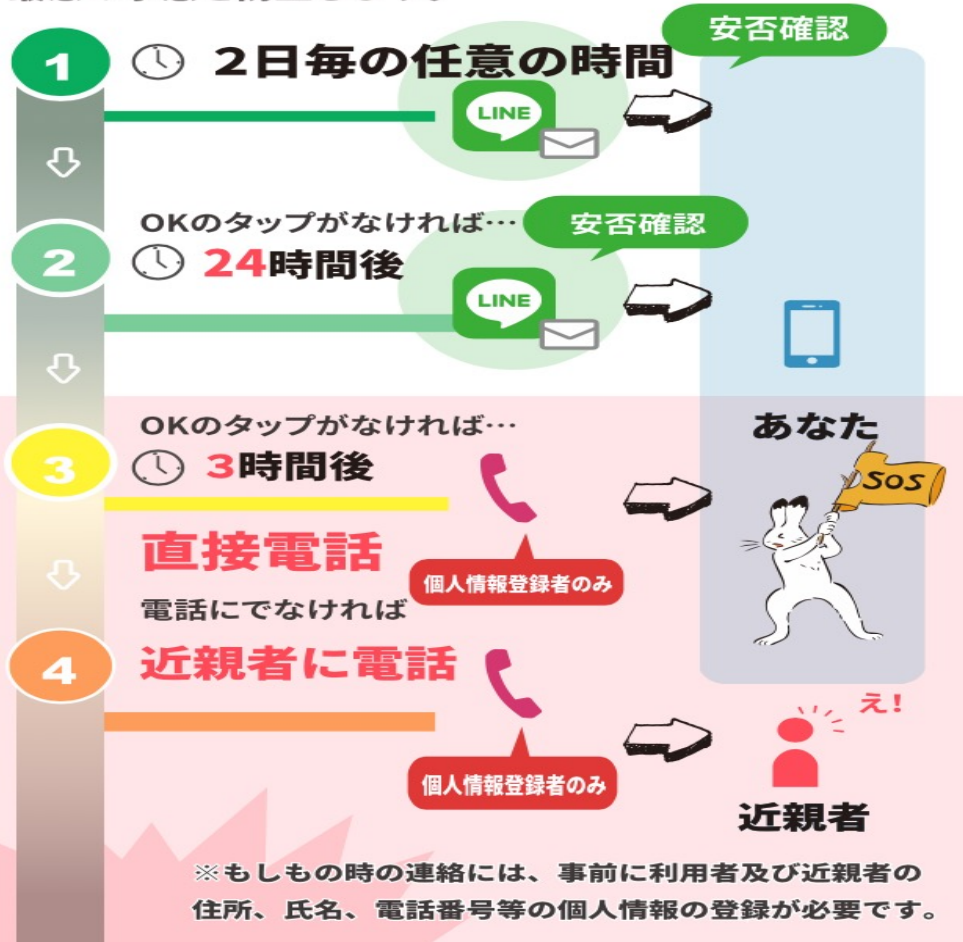 1
2日毎の任意の時間
安否確認
LINE
OKのタップがなければ…
安否確認
2
24時間後
LINE
OKのタップがなければ…
あなた
3
3時間後
SOS
直接電話
個人情報登録者のみ
電話にでなければ
4
近親者に電話
え!
個人情報登録者のみ
近親者
※もしもの時の連絡には、事前に利用者及び近親者の
住所、氏名、電話番号等の個人情報の登録が必要です。